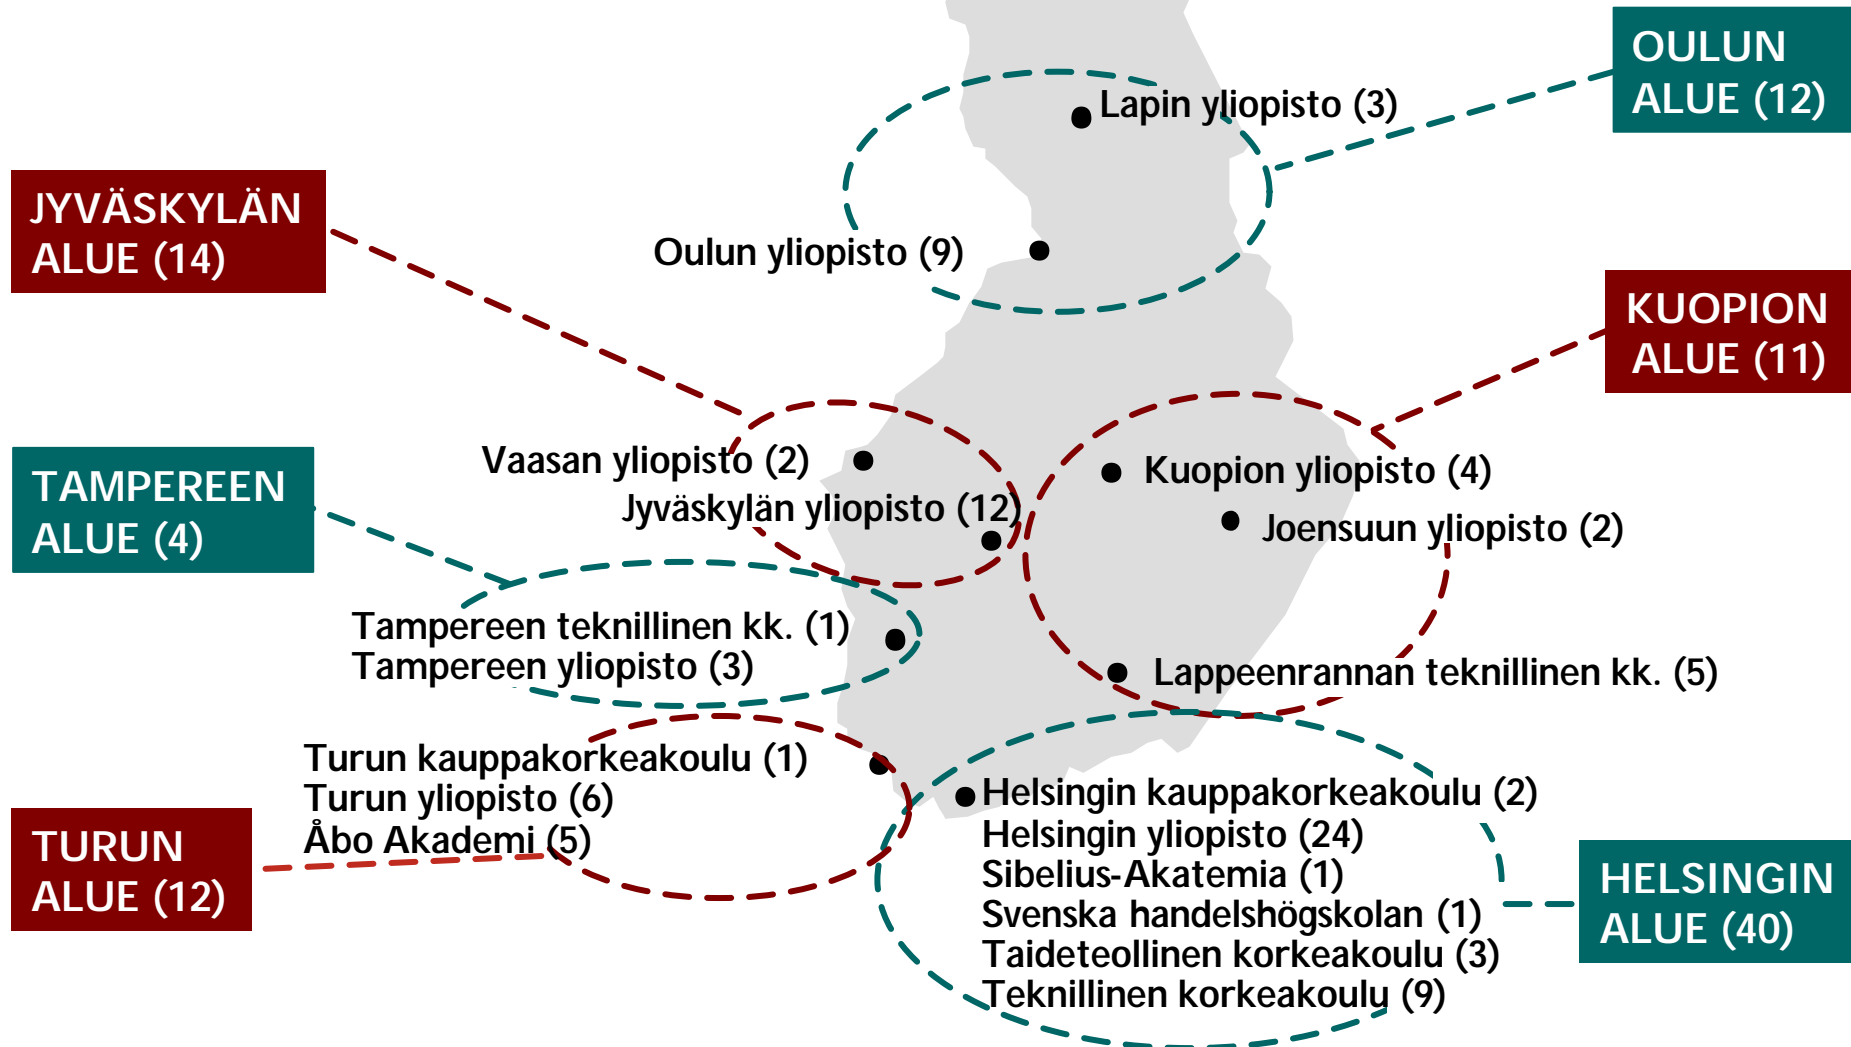 OULUN
ALUE (12)
Lapin yliopisto (3)
JYVÄSKYLÄN
ALUE (14)
Oulun yliopisto (9)
KUOPION
ALUE (11)
Vaasan yliopisto (2)
Jyväskylän yliopisto (12)
Kuopion yliopisto (4)
Joensuun yliopisto (2)
TAMPEREEN
ALUE (4)
Tampereen teknillinen kk. (1)
Tampereen yliopisto (3)
Lappeenrannan teknillinen kk. (5)
Turun kauppakorkeakoulu (1)
Turun yliopisto (6)
Åbo Akademi (5)
TURUN
ALUE (12)
Helsingin kauppakorkeakoulu (2)
Helsingin yliopisto (24)
Sibelius-Akatemia (1)
Svenska handelshögskolan (1)
Taideteollinen korkeakoulu (3)
Teknillinen korkeakoulu (9)
HELSINGIN
ALUE (40)